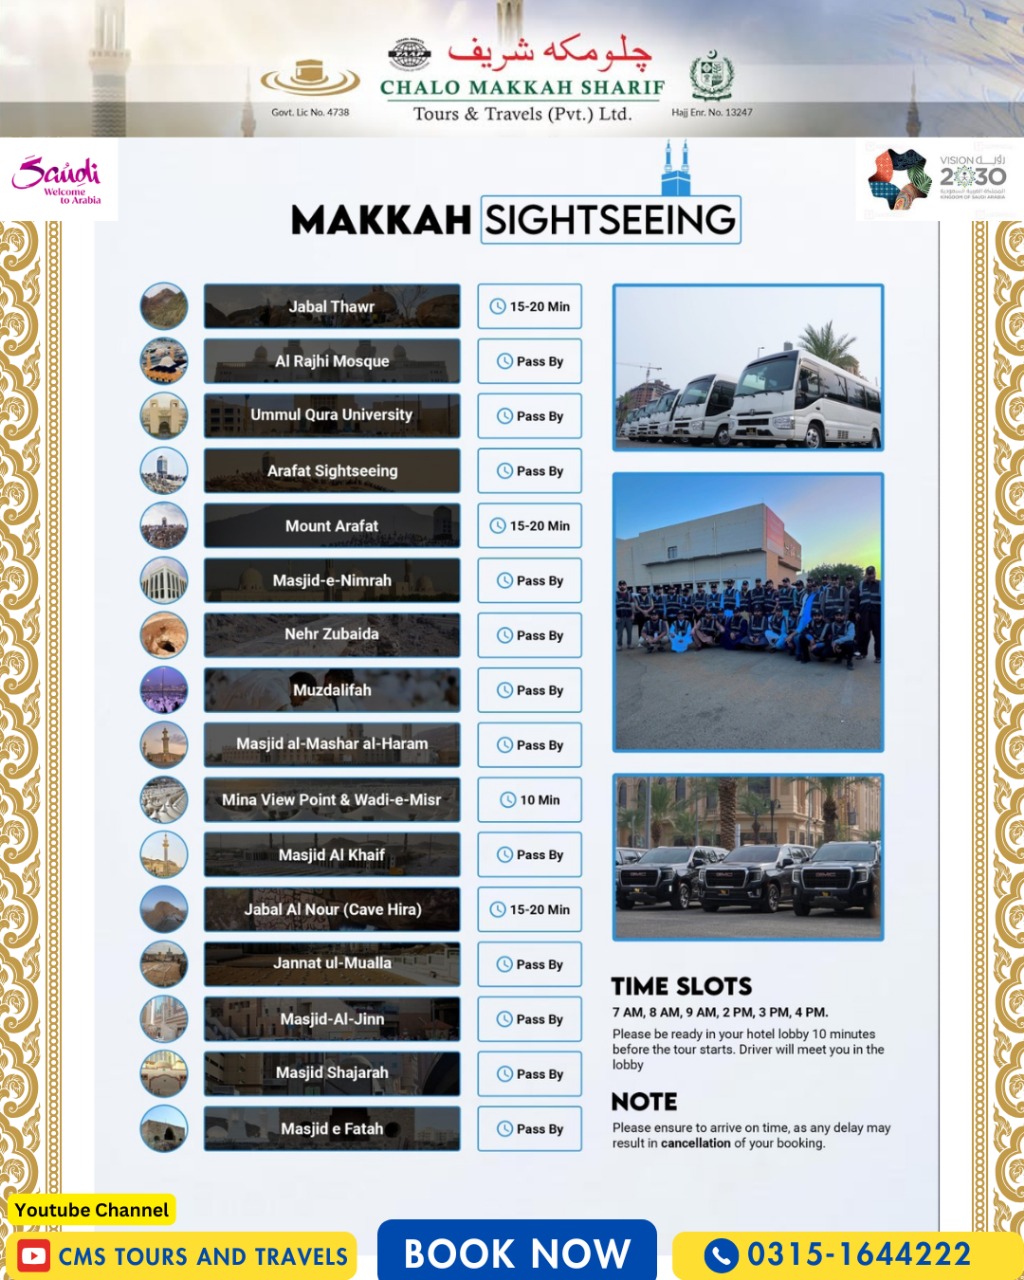 چلو مکه شریف
CHALO MAKKAH SHARIF
Tours & Travels (Pvt.) Ltd.
Govt. Lic No. 4738
Hajj Enr. No. 13247
Saudi
Welcome
to Arabia
VISION رؤيـة
2030
المملكة العربية السعودية
KINGDOM OF SAUDI ARABIA
MAKKAH SIGHTSEEING
Jabal Thawr 15-20 Min
Al Rajhi Mosque Pass By
Ummul Qura University Pass By
Arafat Sightseeing Pass By
Mount Arafat 15-20 Min
Masjid-e-Nimrah Pass By
Nehr Zubaida Pass By
Muzdalifah Pass By
Masjid al-Mashar al-Haram Pass By
Mina View Point & Wadi-e-Misr 10 Min
Masjid Al Khaif Pass By
Jabal Al Nour (Cave Hira) 15-20 Min
Jannat ul-Mualla Pass By
Masjid-Al-Jinn Pass By
Masjid Shajarah Pass By
Masjid e Fatah Pass By
GMC GMC GMC
TIME SLOTS
7 AM, 8 AM, 9 AM, 2 PM, 3 PM, 4 PM.
Please be ready in your hotel lobby 10 minutes
before the tour starts. Driver will meet you in the
lobby
NOTE
Please ensure to arrive on time, as any delay may
result in cancellation of your booking.
Youtube Channel
CMS TOURS AND TRAVELS
BOOK NOW
0315-1644222